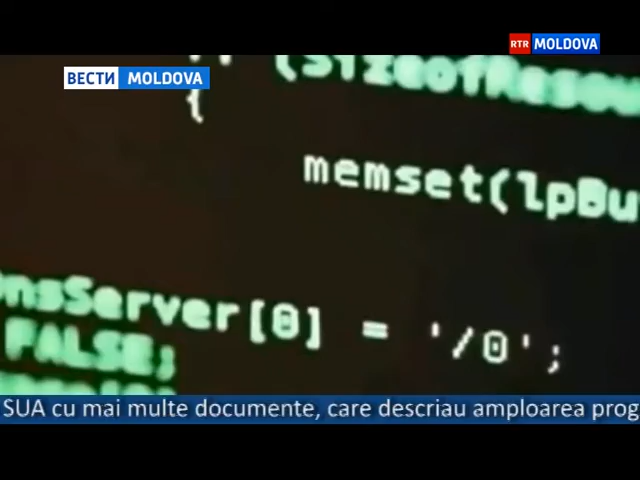 RTR MOLDOVA
ВЕСТИ MOLDOVA
{
memset(lpBu
nsServer[0] = '/0';
FALSE;
SUA cu mai multe documente, care descriau amploarea prog